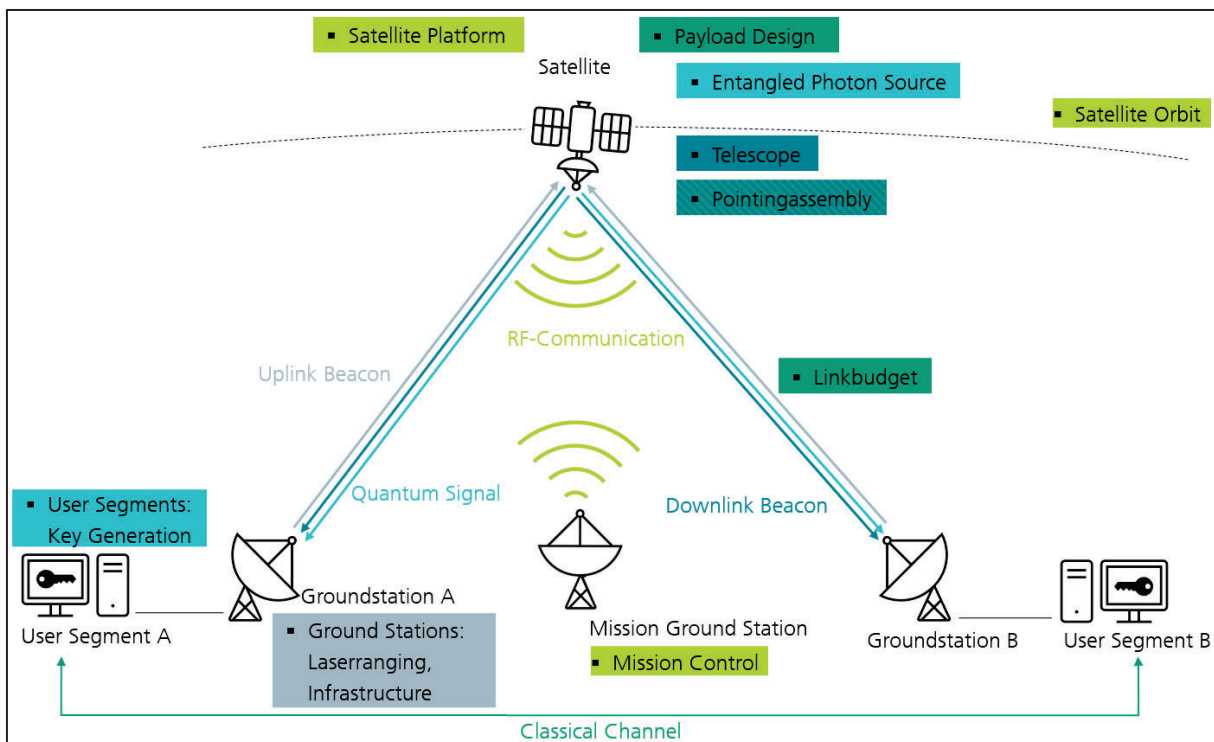 ▪ Satellite Platform
▪ Payload Design
Satellite
▪ Entangled Photon Source
▪ Satellite Orbit
▪ Telescope
▪ Pointingassembly
RF-Communication
Uplink Beacon
▪ Linkbudget
Quantum Signal
Downlink Beacon
▪ User Segments:
Key Generation
User Segment A
Groundstation A
▪ Ground Stations:
Laserranging,
Infrastructure
Mission Ground Station
▪ Mission Control
Groundstation B
User Segment B
Classical Channel